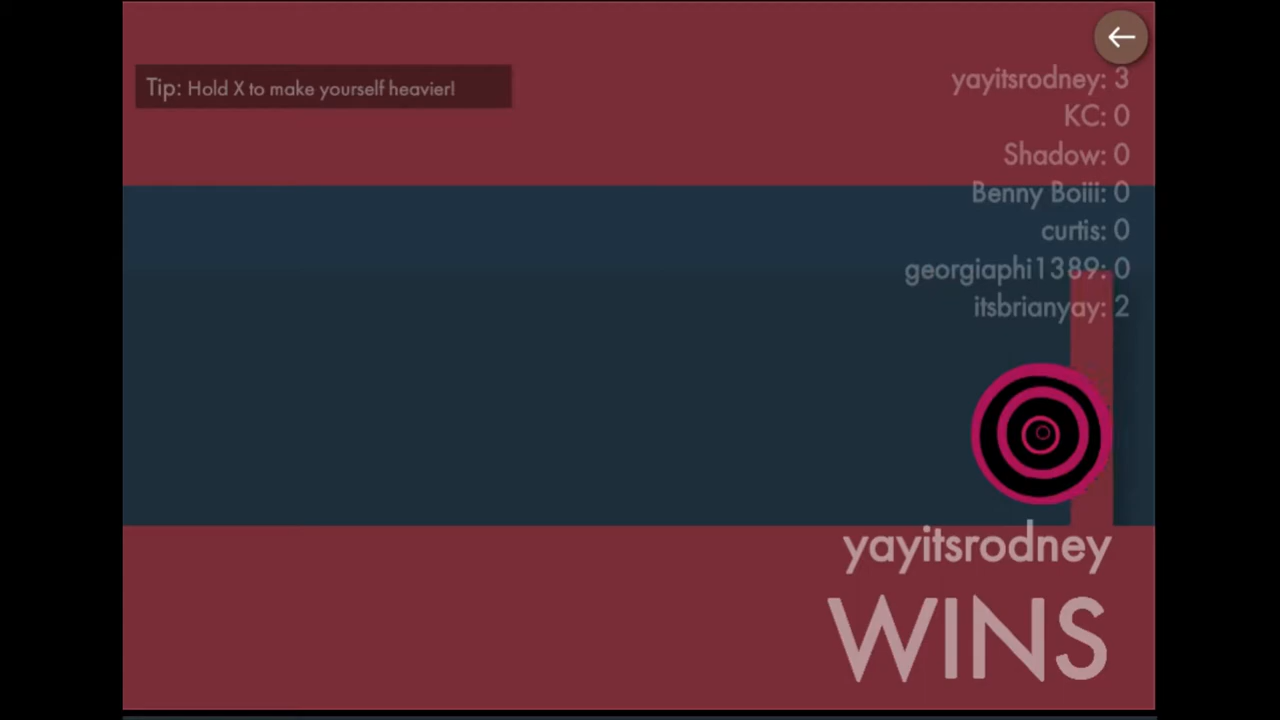 Tip: Hold X to make yourself heavier!
yayitsrodney: 3
KC: 0
Shadow: 0
Benny Boiii: 0
curtis: 0
georgiaphi1389: 0
itsbrianyay: 2
yayitsrodney
WINS